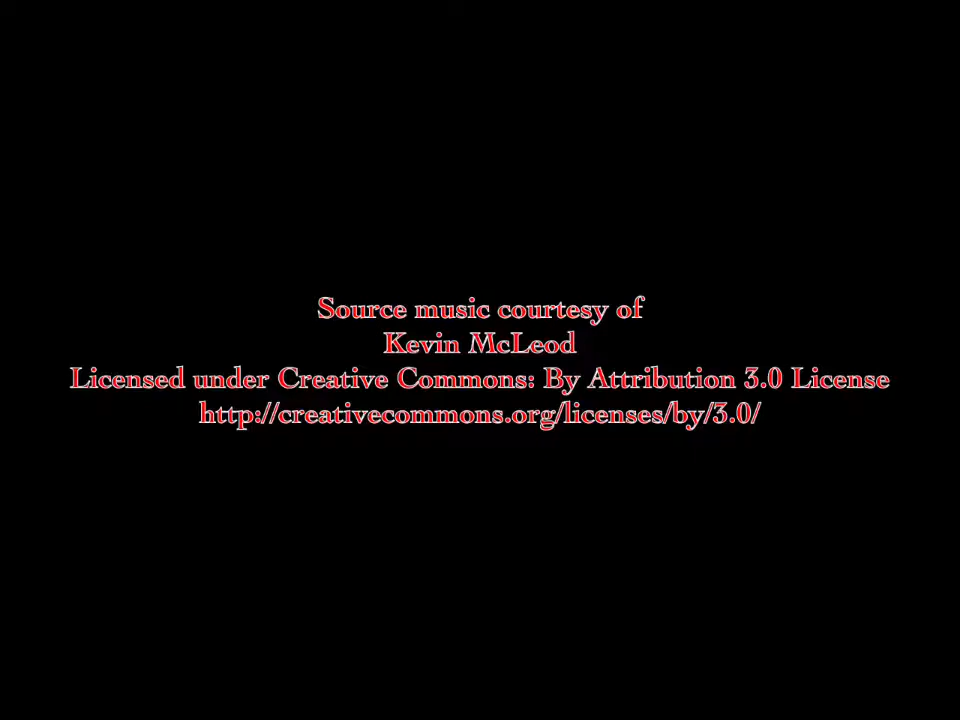 Source music courtesy of
Kevin McLeod
Licensed under Creative Commons: By Attribution 3.0 License
http://creativecommons.org/licenses/by/3.0/